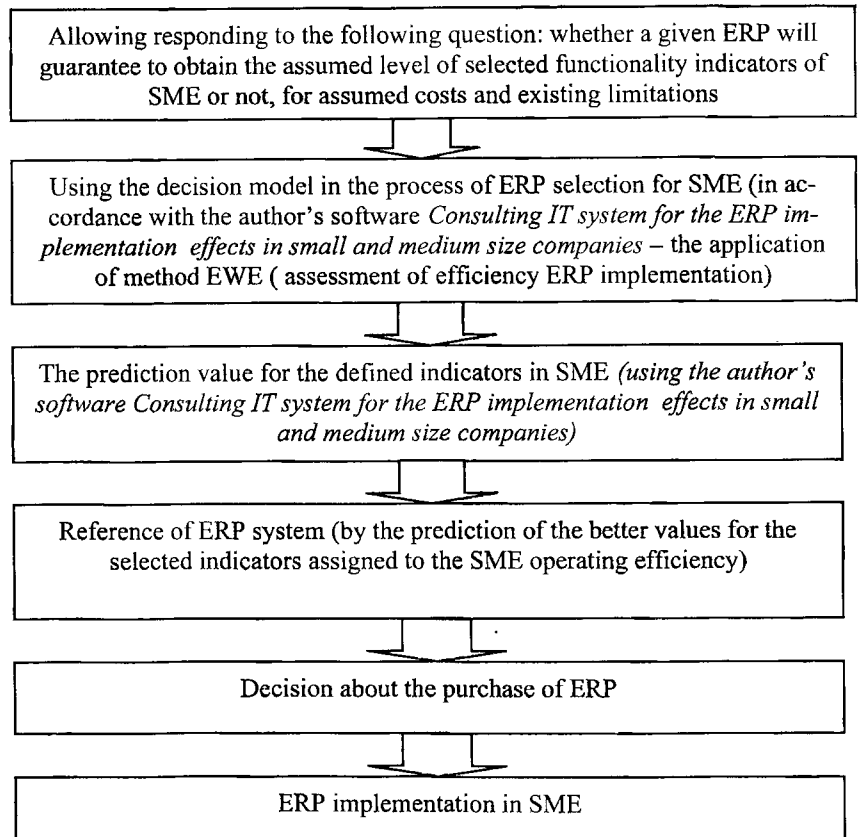 Allowing responding to the following question: whether a given ERP will
guarantee to obtain the assumed level of selected functionality indicators of
SME or not, for assumed costs and existing limitations
Using the decision model in the process of ERP selection for SME (in ac-
cordance with the author's software Consulting IT system for the ERP im-
plementation effects in small and medium size companies – the application
of method EWE ( assessment of efficiency ERP implementation)
The prediction value for the defined indicators in SME (using the author's
software Consulting IT system for the ERP implementation effects in small
and medium size companies)
Reference of ERP system (by the prediction of the better values for the
selected indicators assigned to the SME operating efficiency)
Decision about the purchase of ERP
ERP implementation in SME